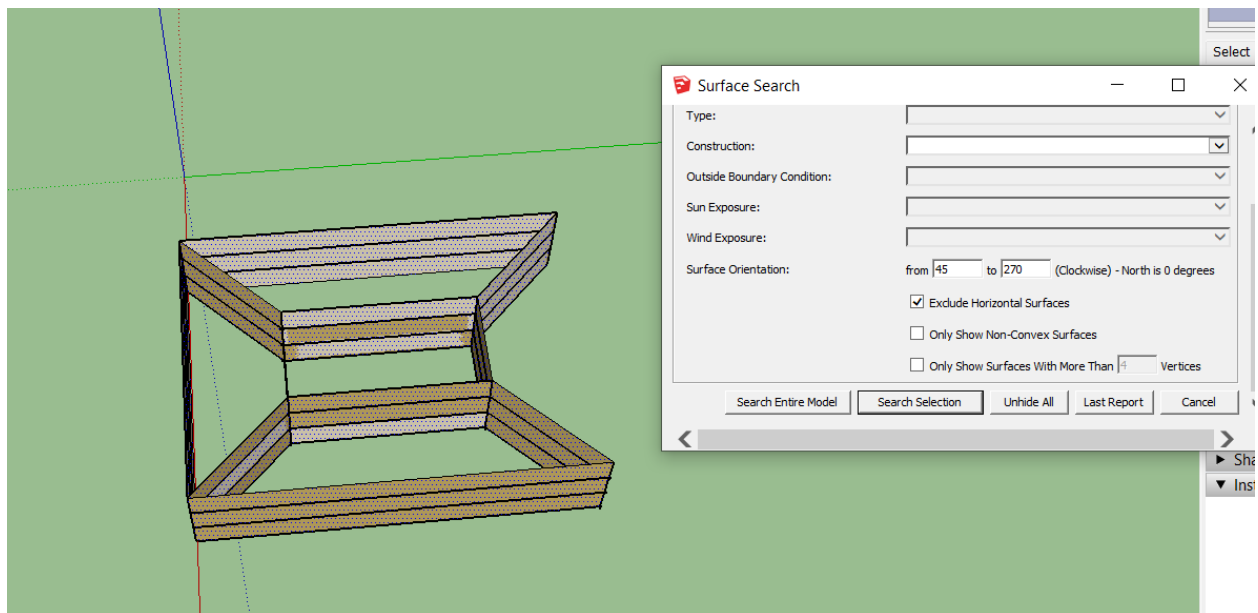 Select
Surface Search
Type:
Construction:
Outside Boundary Condition:
Sun Exposure:
Wind Exposure:
Surface Orientation: from 45 to 270 (Clockwise) - North is 0 degrees
Exclude Horizontal Surfaces
Only Show Non-Convex Surfaces
Only Show Surfaces With More Than 4 Vertices
Search Entire Model Search Selection Unhide All Last Report Cancel
Sha
Inst